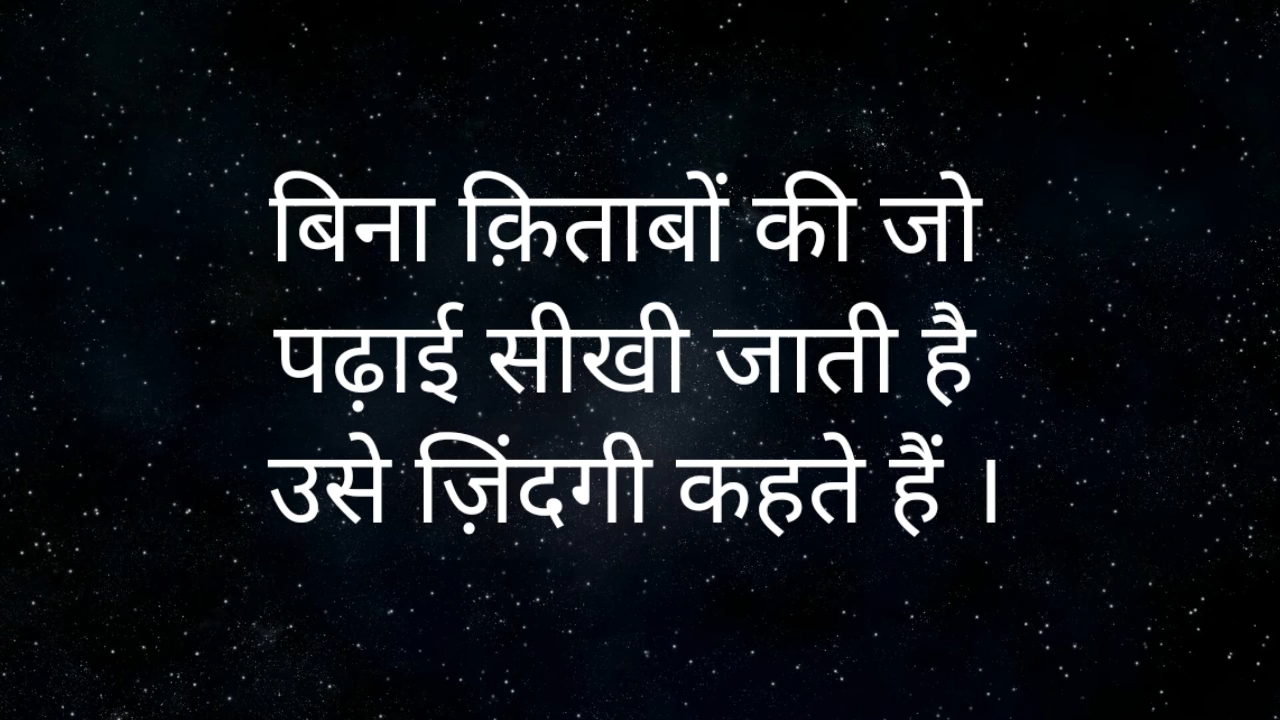 बिना क़िताबों की जो
पढ़ाई सीखी जाती है
उसे ज़िंदगी कहते हैं ।